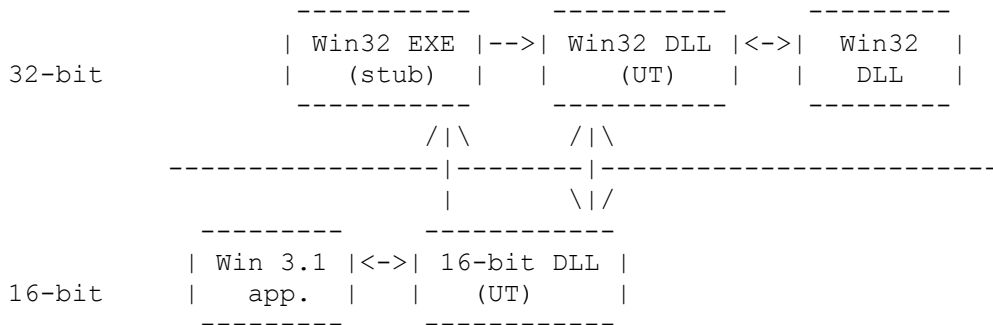 -----------     -----------     ---------
                 | Win32 EXE |-->| Win32 DLL |<->|  Win32  |
32-bit           |   (stub)  |   |    (UT)   |   |   DLL   |
                  -----------     -----------     ---------
                          /|\      /|\
          -----------------|--------|-------------------------
                           |       \|/
            ---------     ------------
           | Win 3.1 |<->| 16-bit DLL |
16-bit     |   app.  |   |   (UT)     |
            ---------     ------------